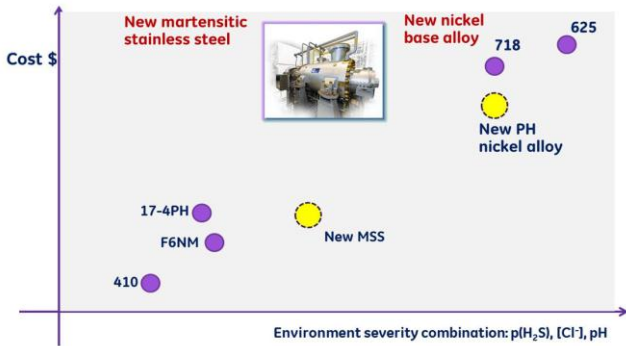 New martensitic
stainless steel
New nickel
base alloy
625
718
Cost $
New PH
nickel alloy
17-4PH
New MSS
F6NM
410
Environment severity combination: p(H₂S), [Cl⁻], pH